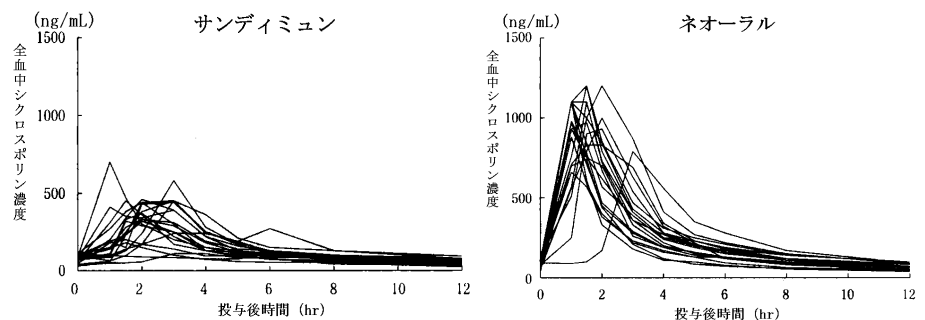 (ng/mL)
サンディミュン
全血中シクロスポリン濃度
1500
1000
500
0
0 2 4 6 8 10 12
投与後時間 (hr)
(ng/mL)
ネオーラル
全血中シクロスポリン濃度
1500
1000
500
0
0 2 4 6 8 10 12
投与後時間 (hr)